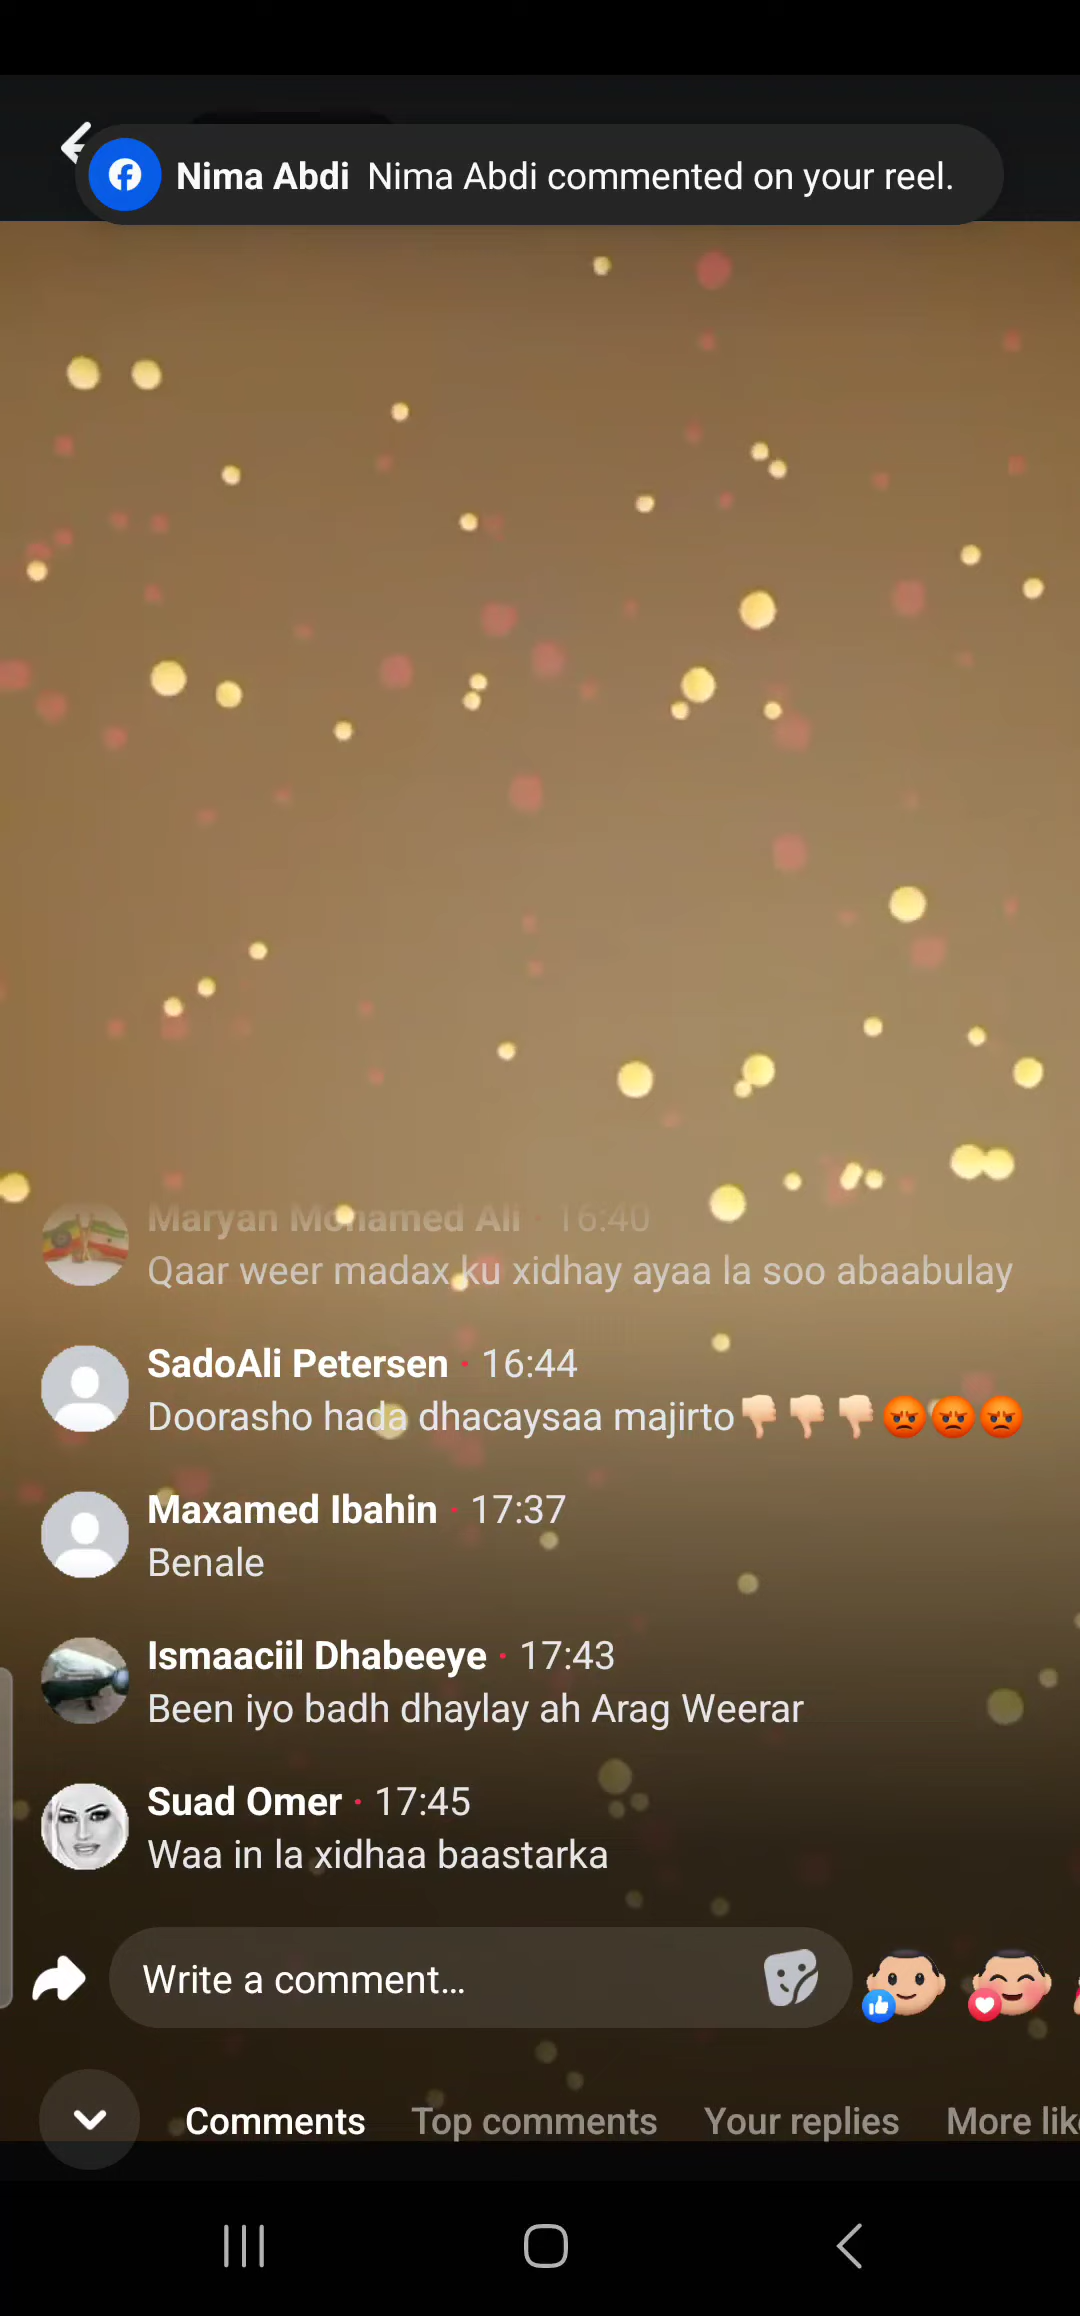 Nima Abdi Nima Abdi commented on your reel.
Maryan Mohamed Ali · 16:40
Qaar weer madax ku xidhay ayaa la soo abaabulay
SadoAli Petersen · 16:44
Doorasho hada dhacaysaa majirto👎🏻👎🏻👎🏻😡😡😡
Maxamed Ibahin · 17:37
Benale
Ismaaciil Dhabeeye · 17:43
Been iyo badh dhaylay ah Arag Weerar
Suad Omer · 17:45
Waa in la xidhaa baastarka
Write a comment...
Comments Top comments Your replies More lik